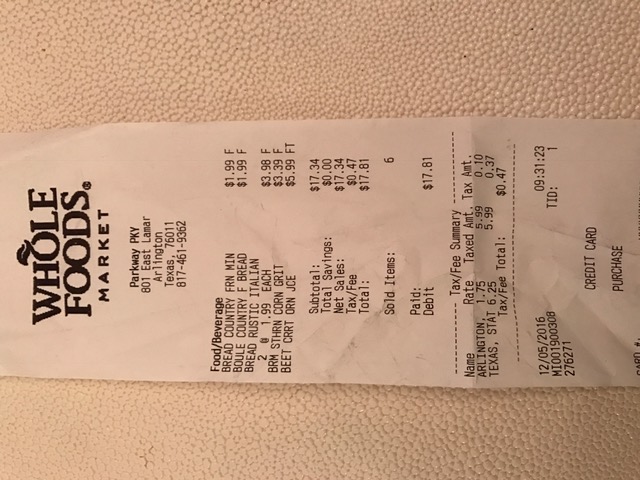 WHOLE
FOODS®
MARKET
Parkway PKY
801 East Lamar
Arlington
Texas, 76011
817-461-9362
Food/Beverage
BREAD COUNTRY FRN MIN $1.99 F
BOULE COUNTRY F BREAD $1.99 F
BREAD RUSTIC ITALIAN
2 @ 1.99 EACH $3.98 F
BRM STHRN CORN GRIT $3.39 F
BEET CRRT ORN JCE $5.99 FT
Subtotal: $17.34
Total Savings: $0.00
Net Sales: $17.34
Tax/Fee $0.47
Total: $17.81
Sold Items: 6
Paid:
Debit $17.81
---------- Tax/Fee Summary ----------
Name Rate Taxed Amt. Tax Amt.
ARLINGTON, 1.75 5.99 0.10
TEXAS, STAT 6.25 5.99 0.37
Tax/Fee Total: $0.47
12/05/2016 09:31:23
MID01900308 TID: 1
276271
CREDIT CARD
PURCHASE
CARD #: